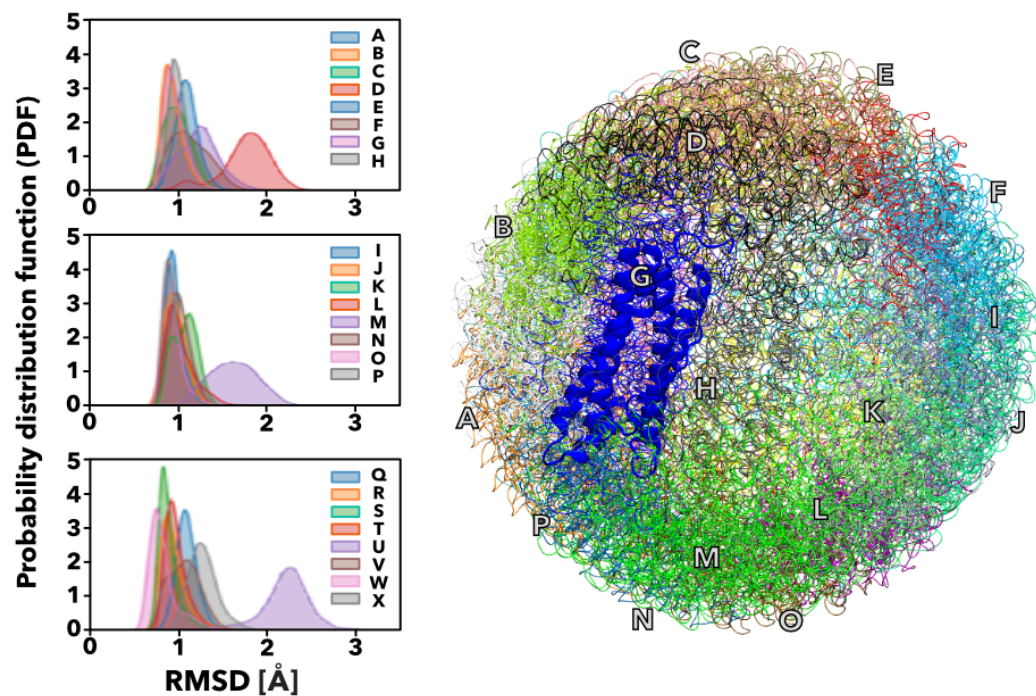 Probability distribution function (PDF)
5
4
3
2
1
0
0 1 2 3
A
B
C
D
E
F
G
H
5
4
3
2
1
0
0 1 2 3
I
J
K
L
M
N
O
P
5
4
3
2
1
0
0 1 2 3
Q
R
S
T
U
V
W
X
RMSD [Å]
C
E
D
F
B
G
I
H
K
A
J
L
P
M
N
O